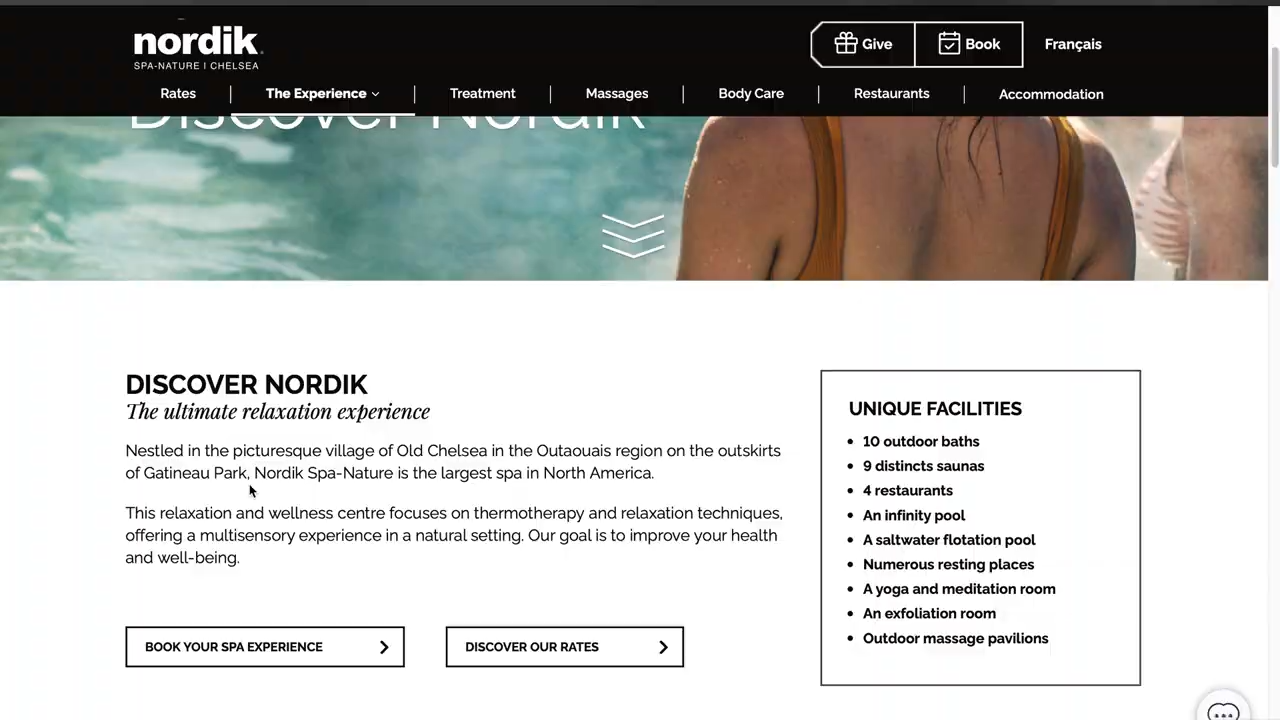 nordik
SPA-NATURE | CHELSEA
Give
Book
Français
Rates
The Experience
Treatment
Massages
Body Care
Restaurants
Accommodation
Discover Nordik
DISCOVER NORDIK
The ultimate relaxation experience
Nestled in the picturesque village of Old Chelsea in the Outaouais region on the outskirts
of Gatineau Park, Nordik Spa-Nature is the largest spa in North America.
This relaxation and wellness centre focuses on thermotherapy and relaxation techniques,
offering a multisensory experience in a natural setting. Our goal is to improve your health
and well-being.
BOOK YOUR SPA EXPERIENCE
DISCOVER OUR RATES
UNIQUE FACILITIES
10 outdoor baths
9 distincts saunas
4 restaurants
An infinity pool
A saltwater flotation pool
Numerous resting places
A yoga and meditation room
An exfoliation room
Outdoor massage pavilions